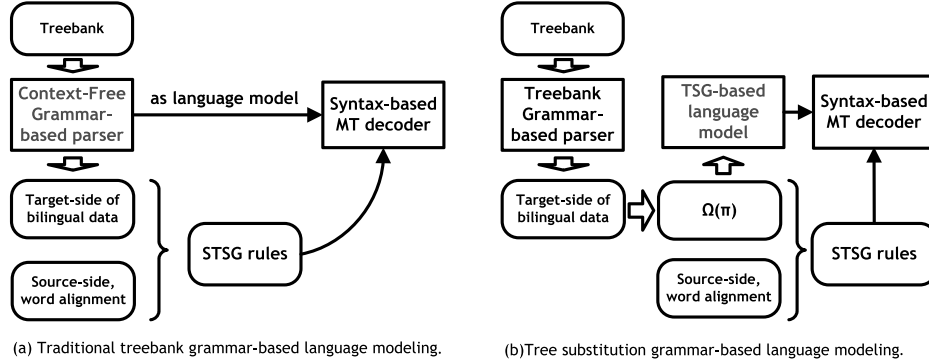 Treebank
Context-Free
Grammar-
based parser
as language model
Syntax-based
MT decoder
Target-side of
bilingual data
Source-side,
word alignment
STSG rules
(a) Traditional treebank grammar-based language modeling.
Treebank
Treebank
Grammar-
based parser
TSG-based
language
model
Syntax-based
MT decoder
Target-side of
bilingual data
Ω(π)
Source-side,
word alignment
STSG rules
(b)Tree substitution grammar-based language modeling.